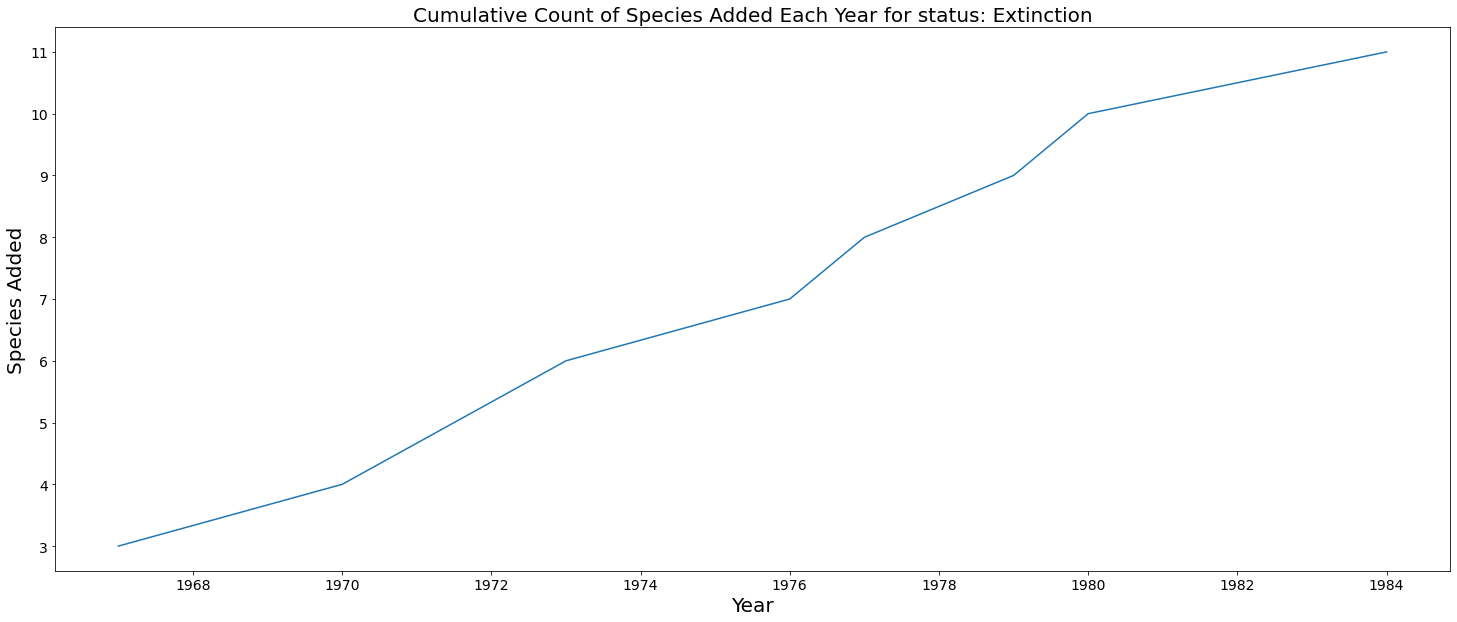 Cumulative Count of Species Added Each Year for status: Extinction
11
10
9
8
7
6
5
4
3
Species Added
1968 1970 1972 1974 1976 1978 1980 1982 1984
Year